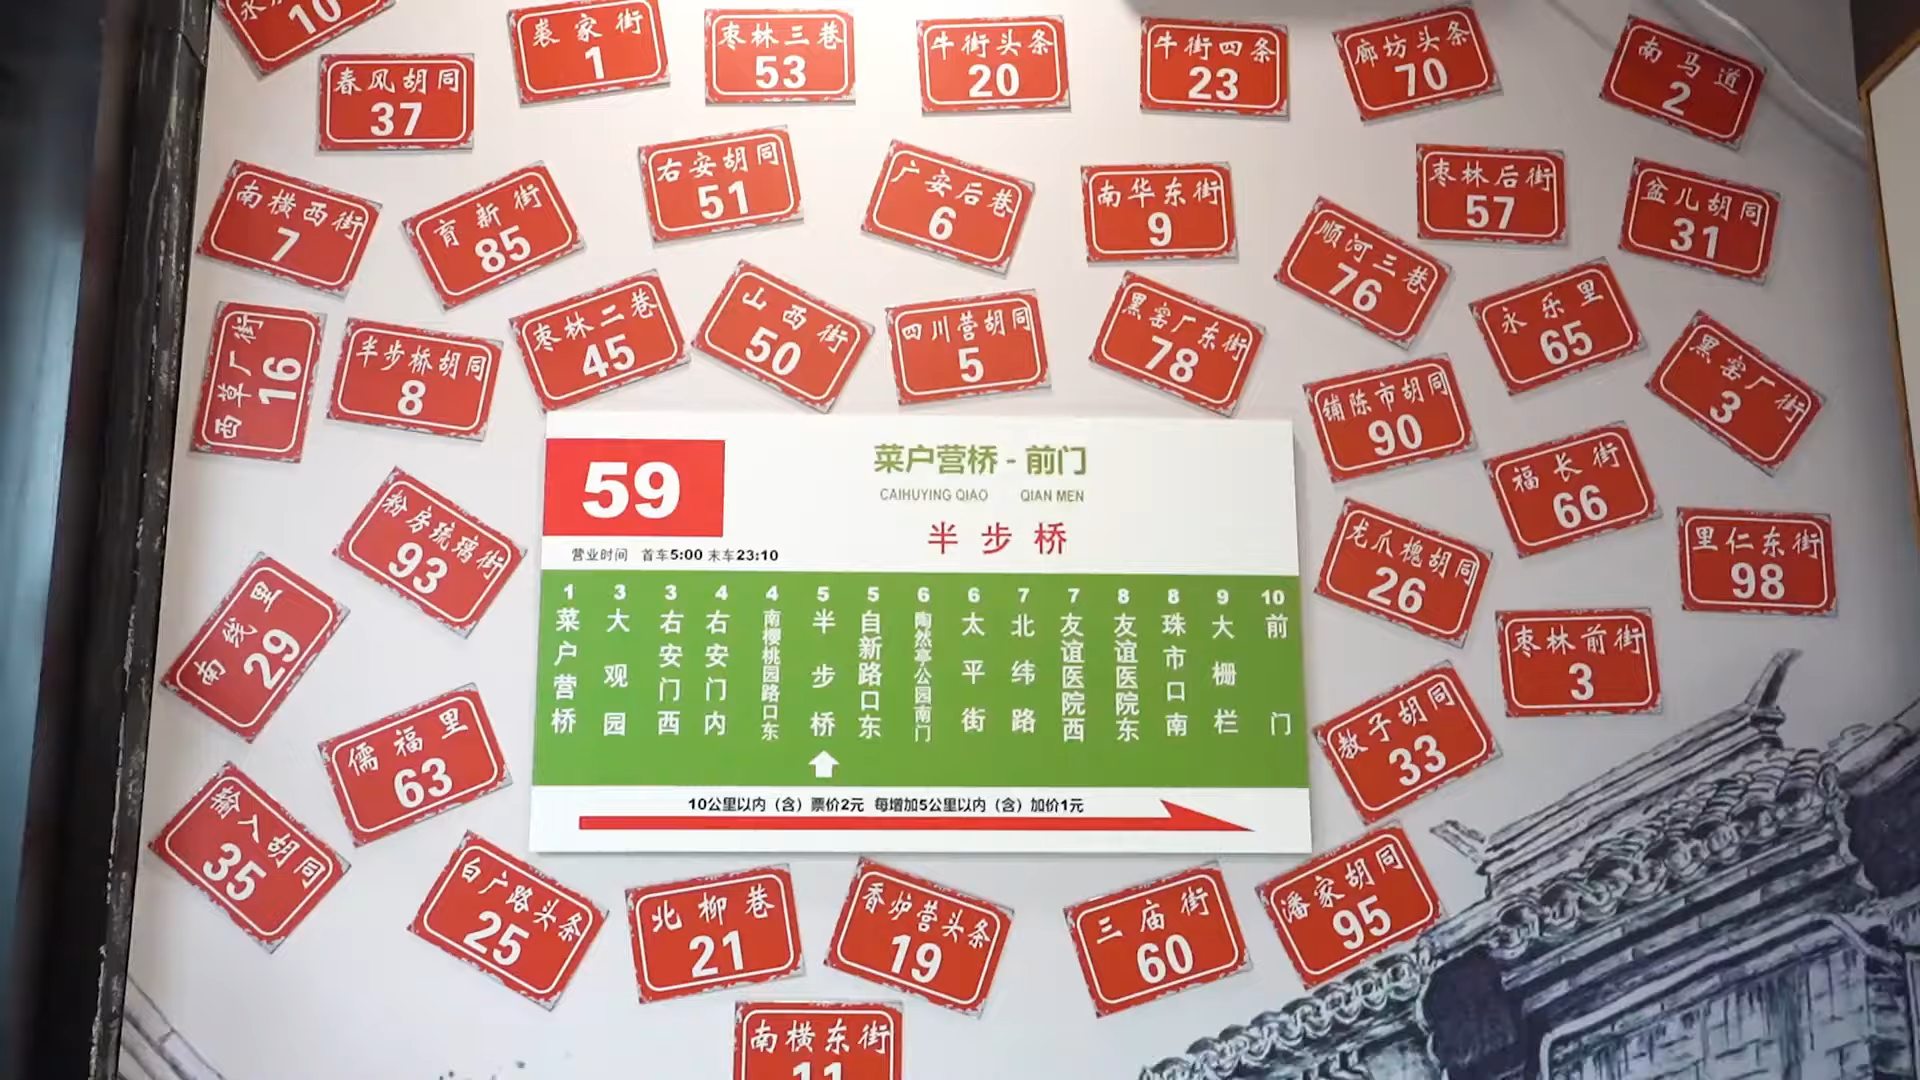 10
裘家街
1
枣林三巷
53
牛街头条
20
牛街四条
23
廊坊头条
70
南马道
2
春风胡同
37
南横西街
7
育新街
85
右安胡同
51
广安后巷
6
南华东街
9
顺河三巷
76
枣林后街
57
盆儿胡同
31
西草厂街
16
半步桥胡同
8
枣林二巷
45
山西街
50
四川营胡同
5
黑窑厂东街
78
永乐里
65
黑窑厂街
3
铺陈市胡同
90
福长街
66
粉房琉璃街
93
龙爪槐胡同
26
里仁东街
98
南线里
29
枣林前街
3
儒福里
63
教子胡同
33
输入胡同
35
白广路头条
25
北柳巷
21
香炉营头条
19
三庙街
60
潘家胡同
95
南横东街
11
59
菜户营桥 - 前门
CAIHUYING QIAO QIAN MEN
半步桥
营业时间 首车5:00 末车23:10
1 菜户营桥
3 大观园
3 右安门西
4 右安门内
4 南樱桃园路口东
5 半步桥
5 自新路口东
6 陶然亭公园南门
6 太平街
7 北纬路
7 友谊医院西
8 友谊医院东
8 珠市口南
9 大栅栏
10 前门
10公里以内（含）票价2元 每增加5公里以内（含）加价1元